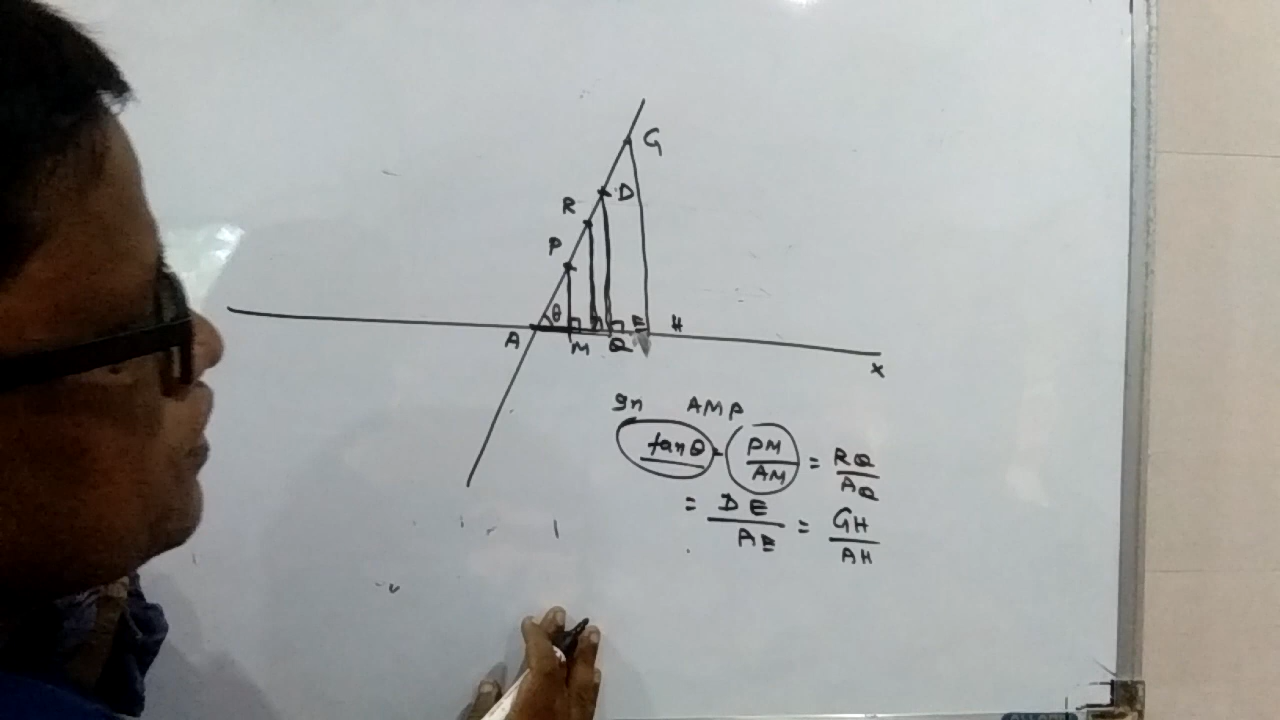 G
D
R
P
θ
A M Q E H
x
In AMP
tanθ = PM/AM = RQ/AQ
= DE/AE = GH/AH